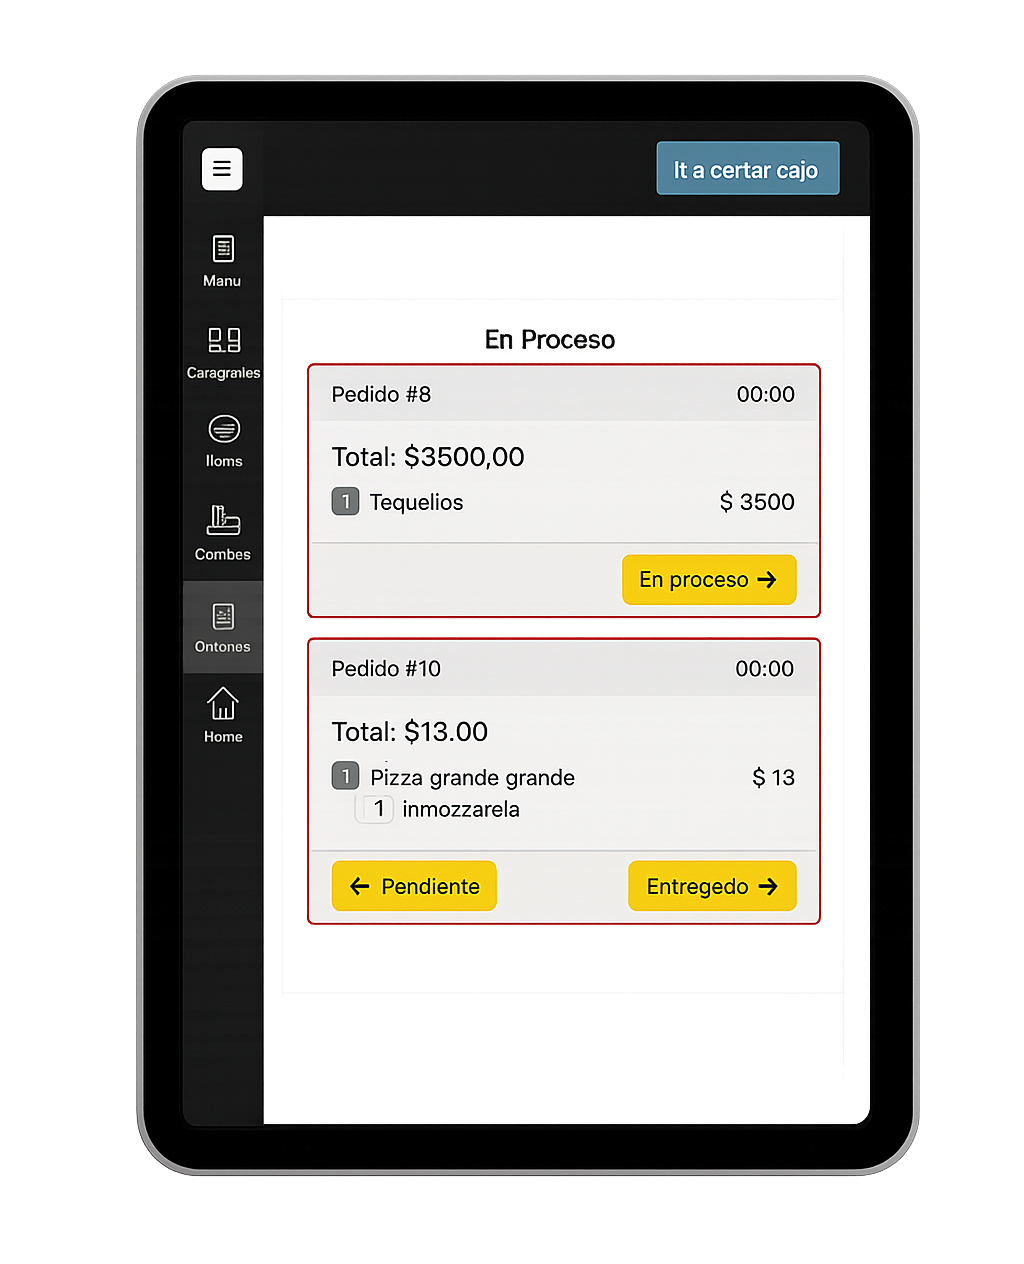 It a certar cajo
Manu
Caragrales
Iloms
Combes
Ontones
Home
En Proceso
Pedido #8 00:00
Total: $3500,00
1 Tequelios $ 3500
En proceso →
Pedido #10 00:00
Total: $13.00
1 Pizza grande grande $ 13
1 inmozzarela
← Pendiente Entregedo →